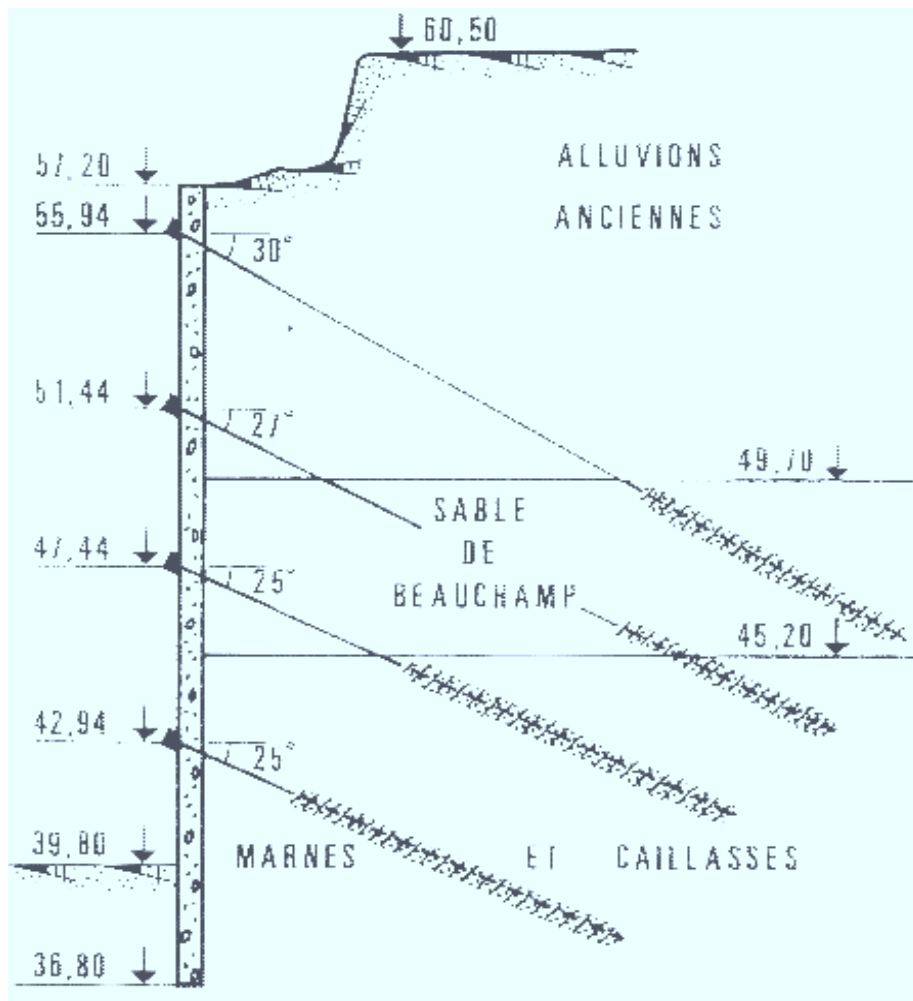 60,50
ALLUVIONS
ANCIENNES
57,20
55,94
30°
51,44
27°
49,70
SABLE
DE
BEAUCHAMP
47,44
25°
45,20
42,94
25°
39,80
MARNES ET CAILLASSES
36,80